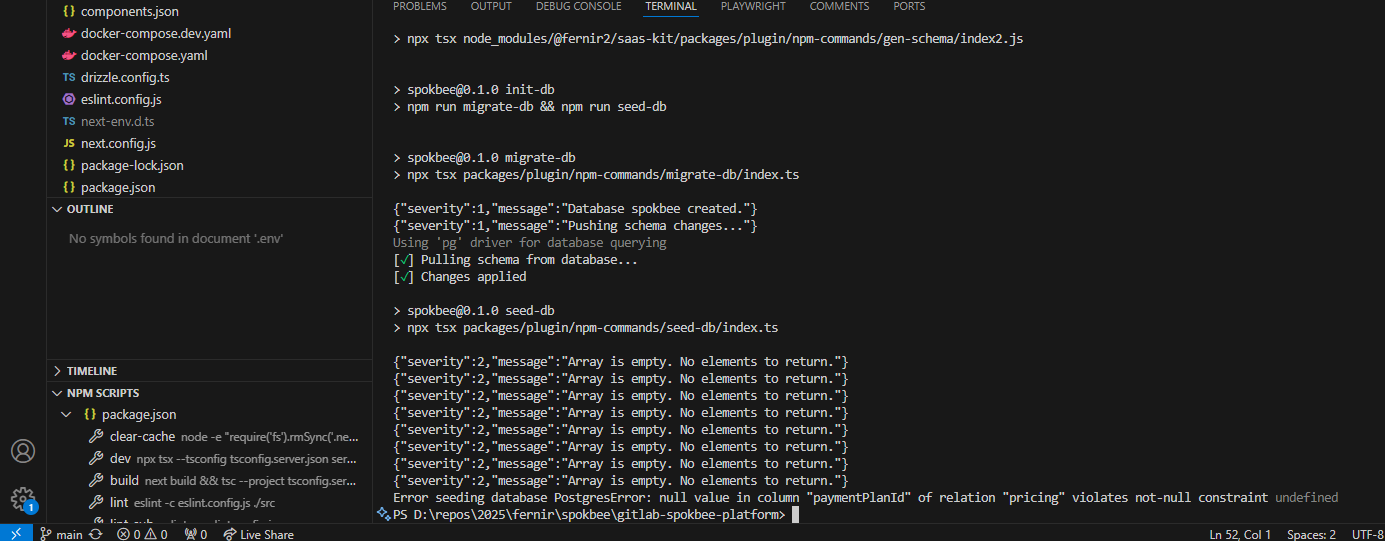 components.json
docker-compose.dev.yaml
docker-compose.yaml
TS drizzle.config.ts
eslint.config.js
TS next-env.d.ts
JS next.config.js
{} package-lock.json
{} package.json
OUTLINE
No symbols found in document '.env'
TIMELINE
NPM SCRIPTS
{} package.json
clear-cache node -e "require('fs').rmSync('.ne...
dev npx tsx --tsconfig tsconfig.server.json ser...
build next build && tsc --project tsconfig.ser...
lint eslint -c eslint.config.js ./src
1
PROBLEMS OUTPUT DEBUG CONSOLE TERMINAL PLAYWRIGHT COMMENTS PORTS
> npx tsx node_modules/@fernir2/saas-kit/packages/plugin/npm-commands/gen-schema/index2.js
> spokbee@0.1.0 init-db
> npm run migrate-db && npm run seed-db
> spokbee@0.1.0 migrate-db
> npx tsx packages/plugin/npm-commands/migrate-db/index.ts
{"severity":1,"message":"Database spokbee created."}
{"severity":1,"message":"Pushing schema changes..."}
Using 'pg' driver for database querying
[✓] Pulling schema from database...
[✓] Changes applied
> spokbee@0.1.0 seed-db
> npx tsx packages/plugin/npm-commands/seed-db/index.ts
{"severity":2,"message":"Array is empty. No elements to return."}
{"severity":2,"message":"Array is empty. No elements to return."}
{"severity":2,"message":"Array is empty. No elements to return."}
{"severity":2,"message":"Array is empty. No elements to return."}
{"severity":2,"message":"Array is empty. No elements to return."}
{"severity":2,"message":"Array is empty. No elements to return."}
{"severity":2,"message":"Array is empty. No elements to return."}
{"severity":2,"message":"Array is empty. No elements to return."}
Error seeding database PostgresError: null value in column "paymentPlanId" of relation "pricing" violates not-null constraint undefined
PS D:\repos\2025\fernir\spokbee\gitlab-spokbee-platform>
main 0 0 0 Live Share Ln 52, Col 1 Spaces: 2 UTF-8